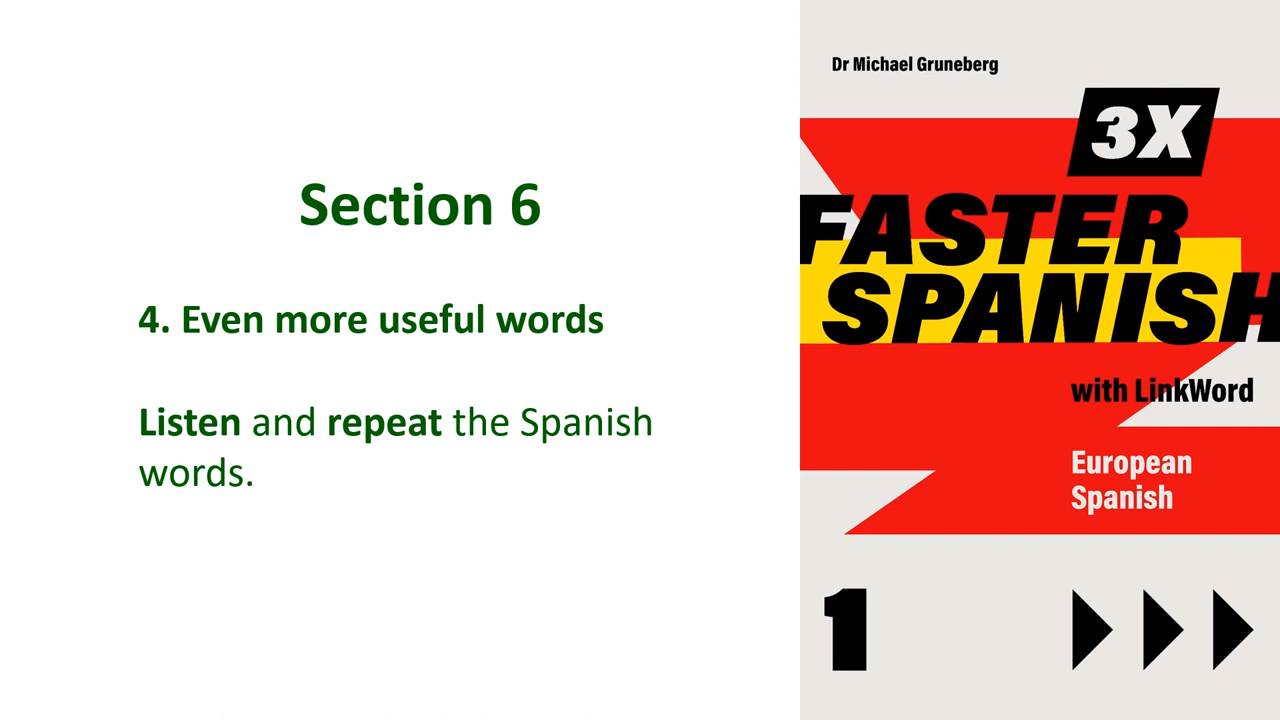 Section 6
4. Even more useful words
Listen and repeat the Spanish
words.
Dr Michael Gruneberg
3X
FASTER
SPANISH
with LinkWord
European
Spanish
1